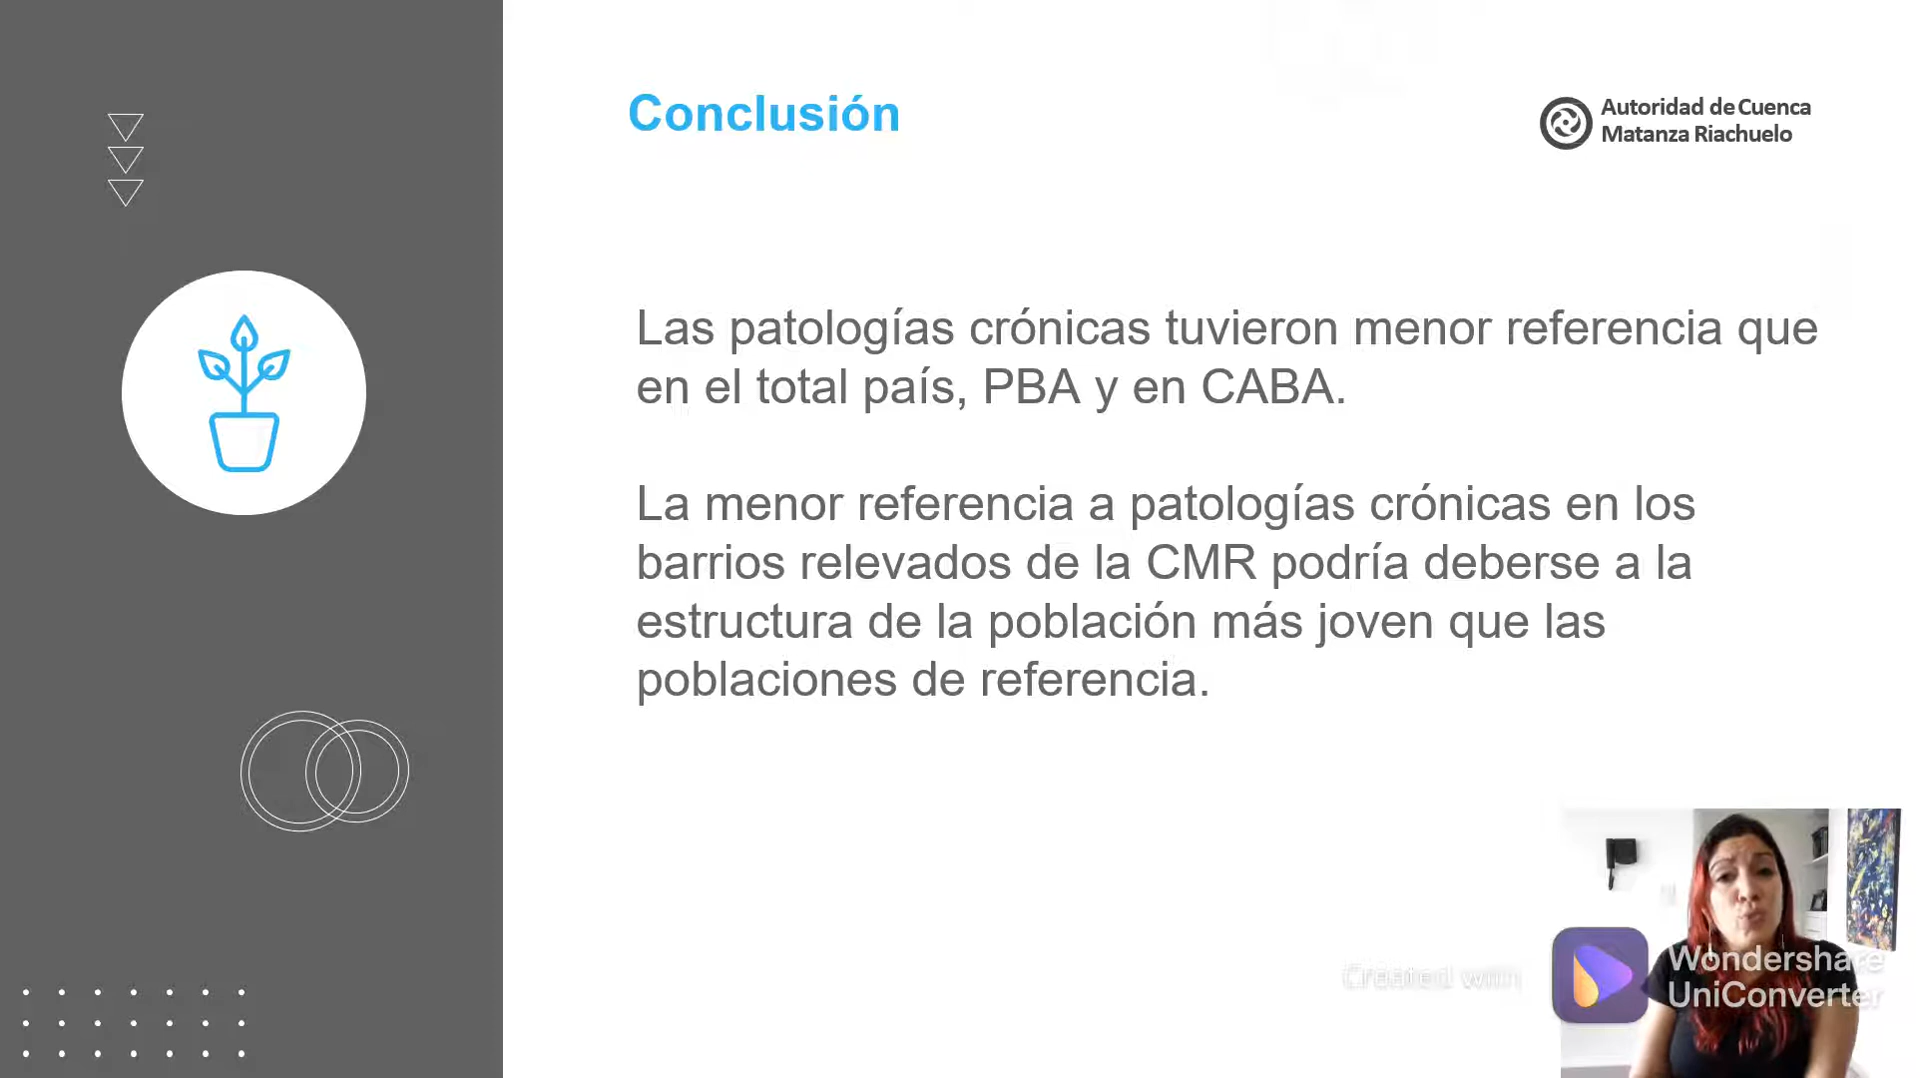 Conclusión
Autoridad de Cuenca
Matanza Riachuelo
Las patologías crónicas tuvieron menor referencia que
en el total país, PBA y en CABA.
La menor referencia a patologías crónicas en los
barrios relevados de la CMR podría deberse a la
estructura de la población más joven que las
poblaciones de referencia.
Created with
Wondershare
UniConverter